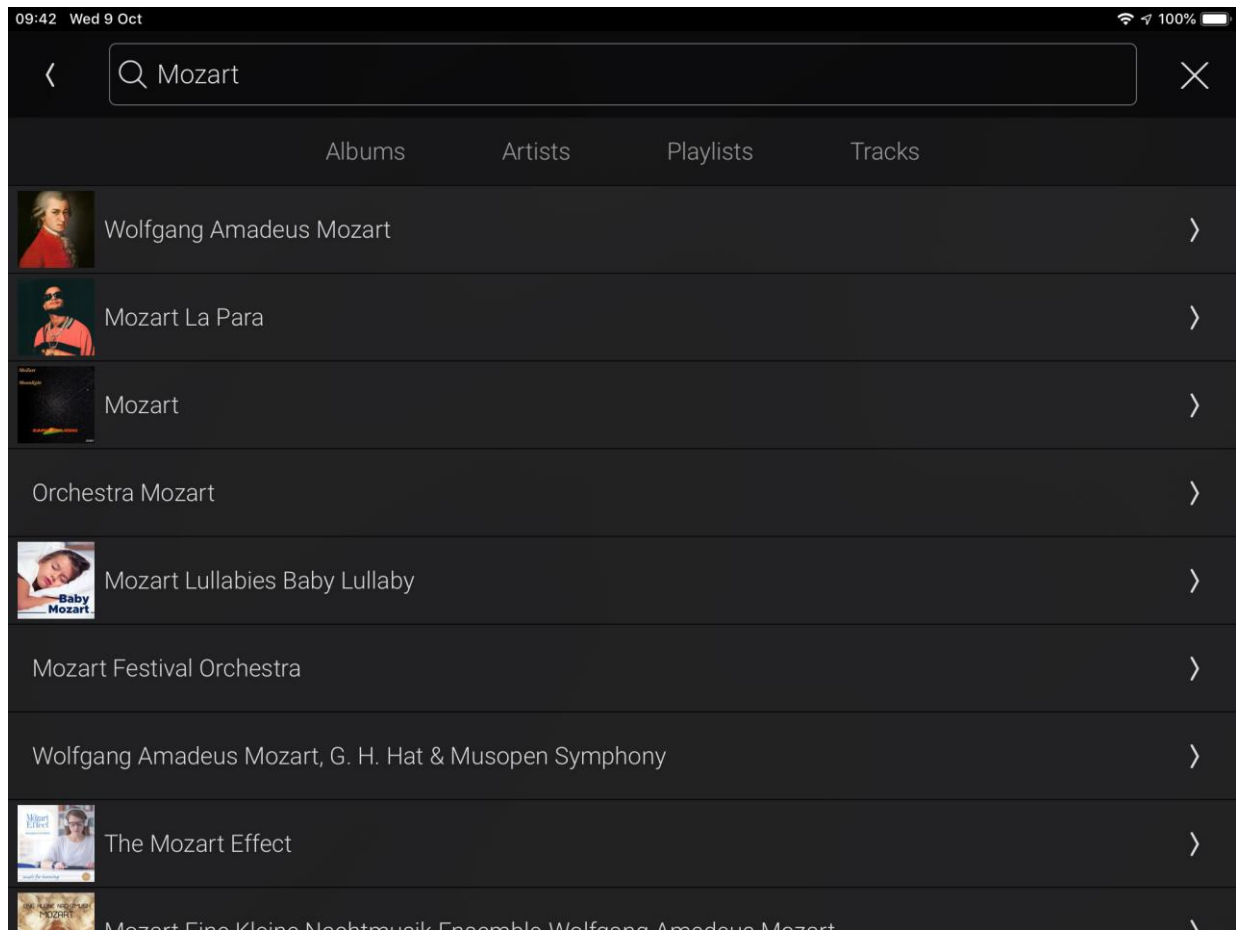 09:42 Wed 9 Oct
100%
Mozart
Albums Artists Playlists Tracks
Wolfgang Amadeus Mozart
Mozart La Para
Mozart
Orchestra Mozart
Mozart Lullabies Baby Lullaby
Baby
Mozart
Mozart Festival Orchestra
Wolfgang Amadeus Mozart, G. H. Hat & Musopen Symphony
Mozart
Effect
The Mozart Effect
MOZART
Mozart Eine Kleine Nachtmusik Ensemble Wolfgang Amadeus Mozart